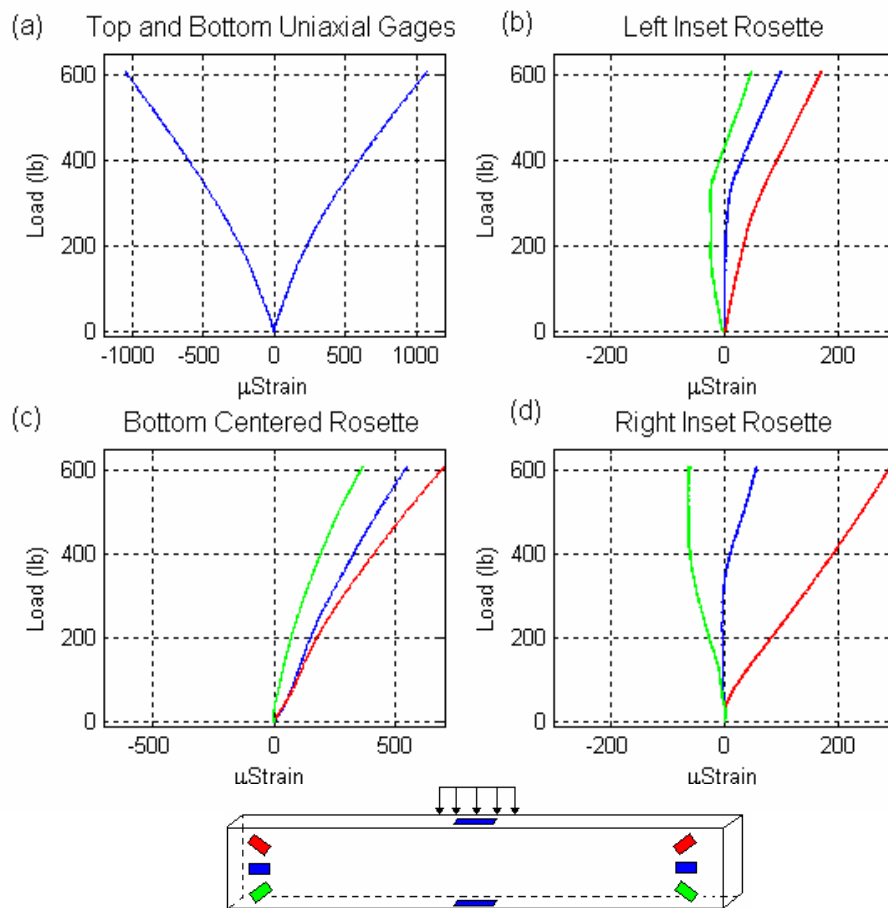 (a) Top and Bottom Uniaxial Gages
600
400
200
0
Load (lb)
-1000 -500 0 500 1000
µStrain
(b) Left Inset Rosette
600
400
200
0
Load (lb)
-200 0 200
µStrain
(c) Bottom Centered Rosette
600
400
200
0
Load (lb)
-500 0 500
µStrain
(d) Right Inset Rosette
600
400
200
0
Load (lb)
-200 0 200
µStrain